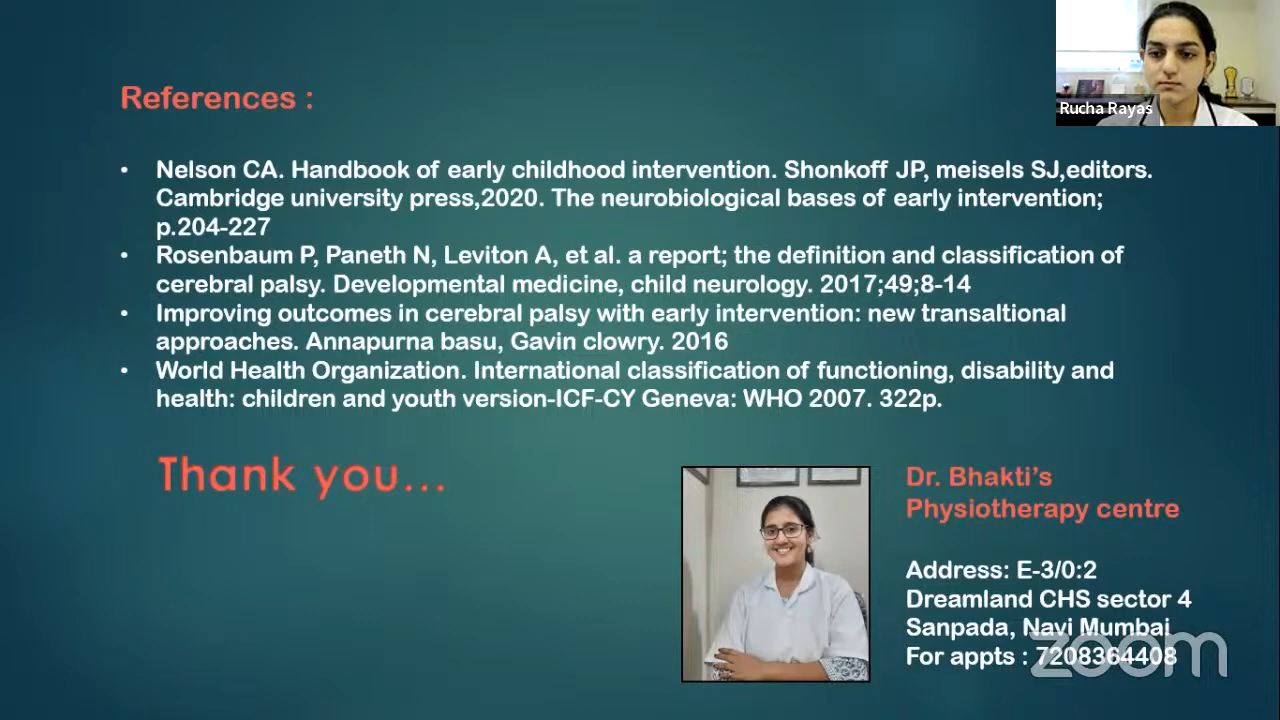 References :
Rucha Rayas
• Nelson CA. Handbook of early childhood intervention. Shonkoff JP, meisels SJ,editors.
Cambridge university press,2020. The neurobiological bases of early intervention;
p.204-227
• Rosenbaum P, Paneth N, Leviton A, et al. a report; the definition and classification of
cerebral palsy. Developmental medicine, child neurology. 2017;49;8-14
• Improving outcomes in cerebral palsy with early intervention: new transaltional
approaches. Annapurna basu, Gavin clowry. 2016
• World Health Organization. International classification of functioning, disability and
health: children and youth version-ICF-CY Geneva: WHO 2007. 322p.
Thank you...
Dr. Bhakti’s
Physiotherapy centre
Address: E-3/0:2
Dreamland CHS sector 4
Sanpada, Navi Mumbai
For appts : 7208364408
zoom